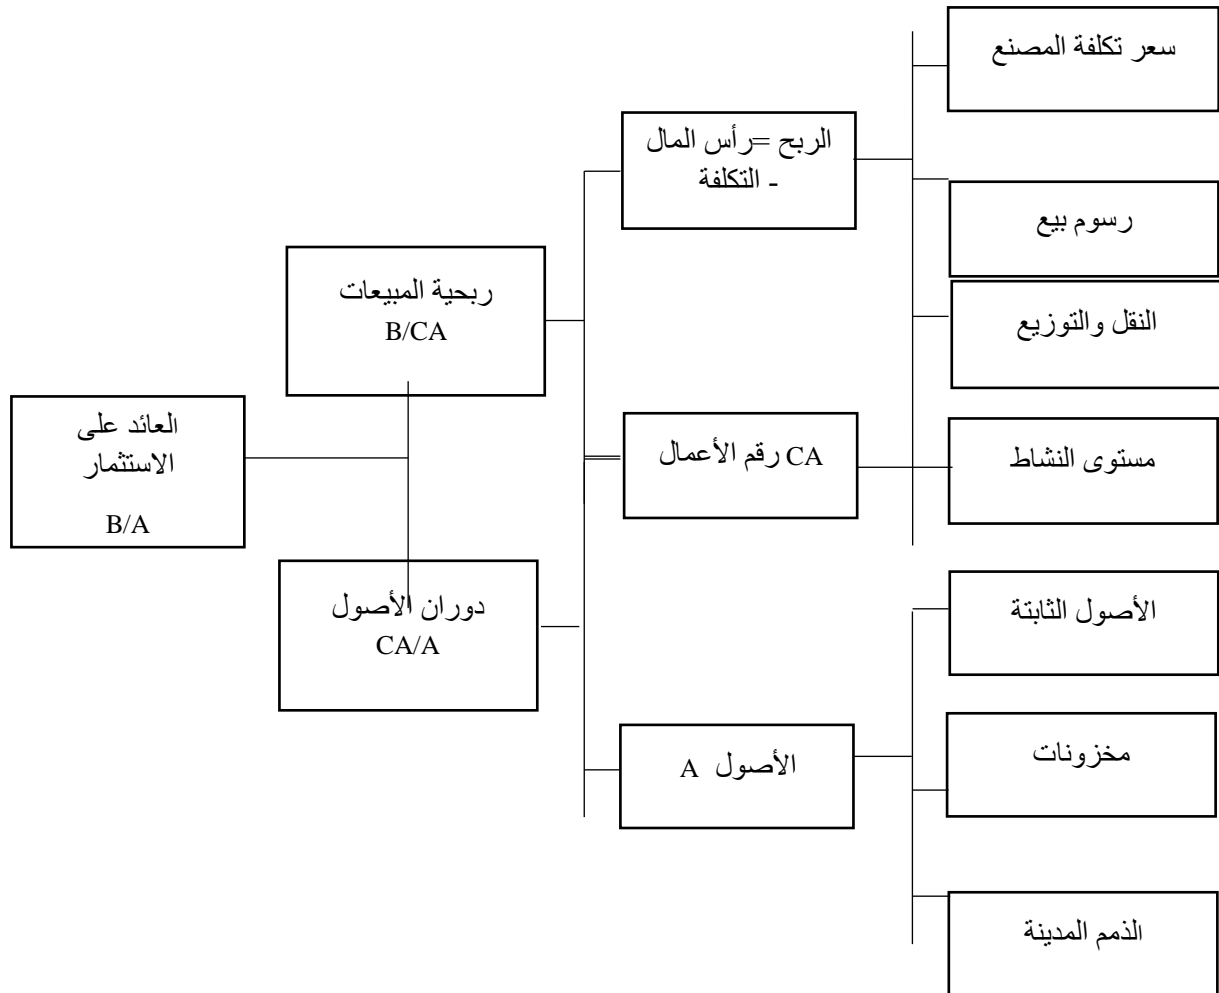 سعر تكلفة المصنع
الربح =رأس المال
- التكلفة
رسوم بيع
ربحية المبيعات
B/CA
النقل والتوزيع
العائد على
الاستثمار
B/A
CA رقم الأعمال
مستوى النشاط
دوران الأصول
CA/A
الأصول الثابتة
الأصول A
مخزونات
الذمم المدينة